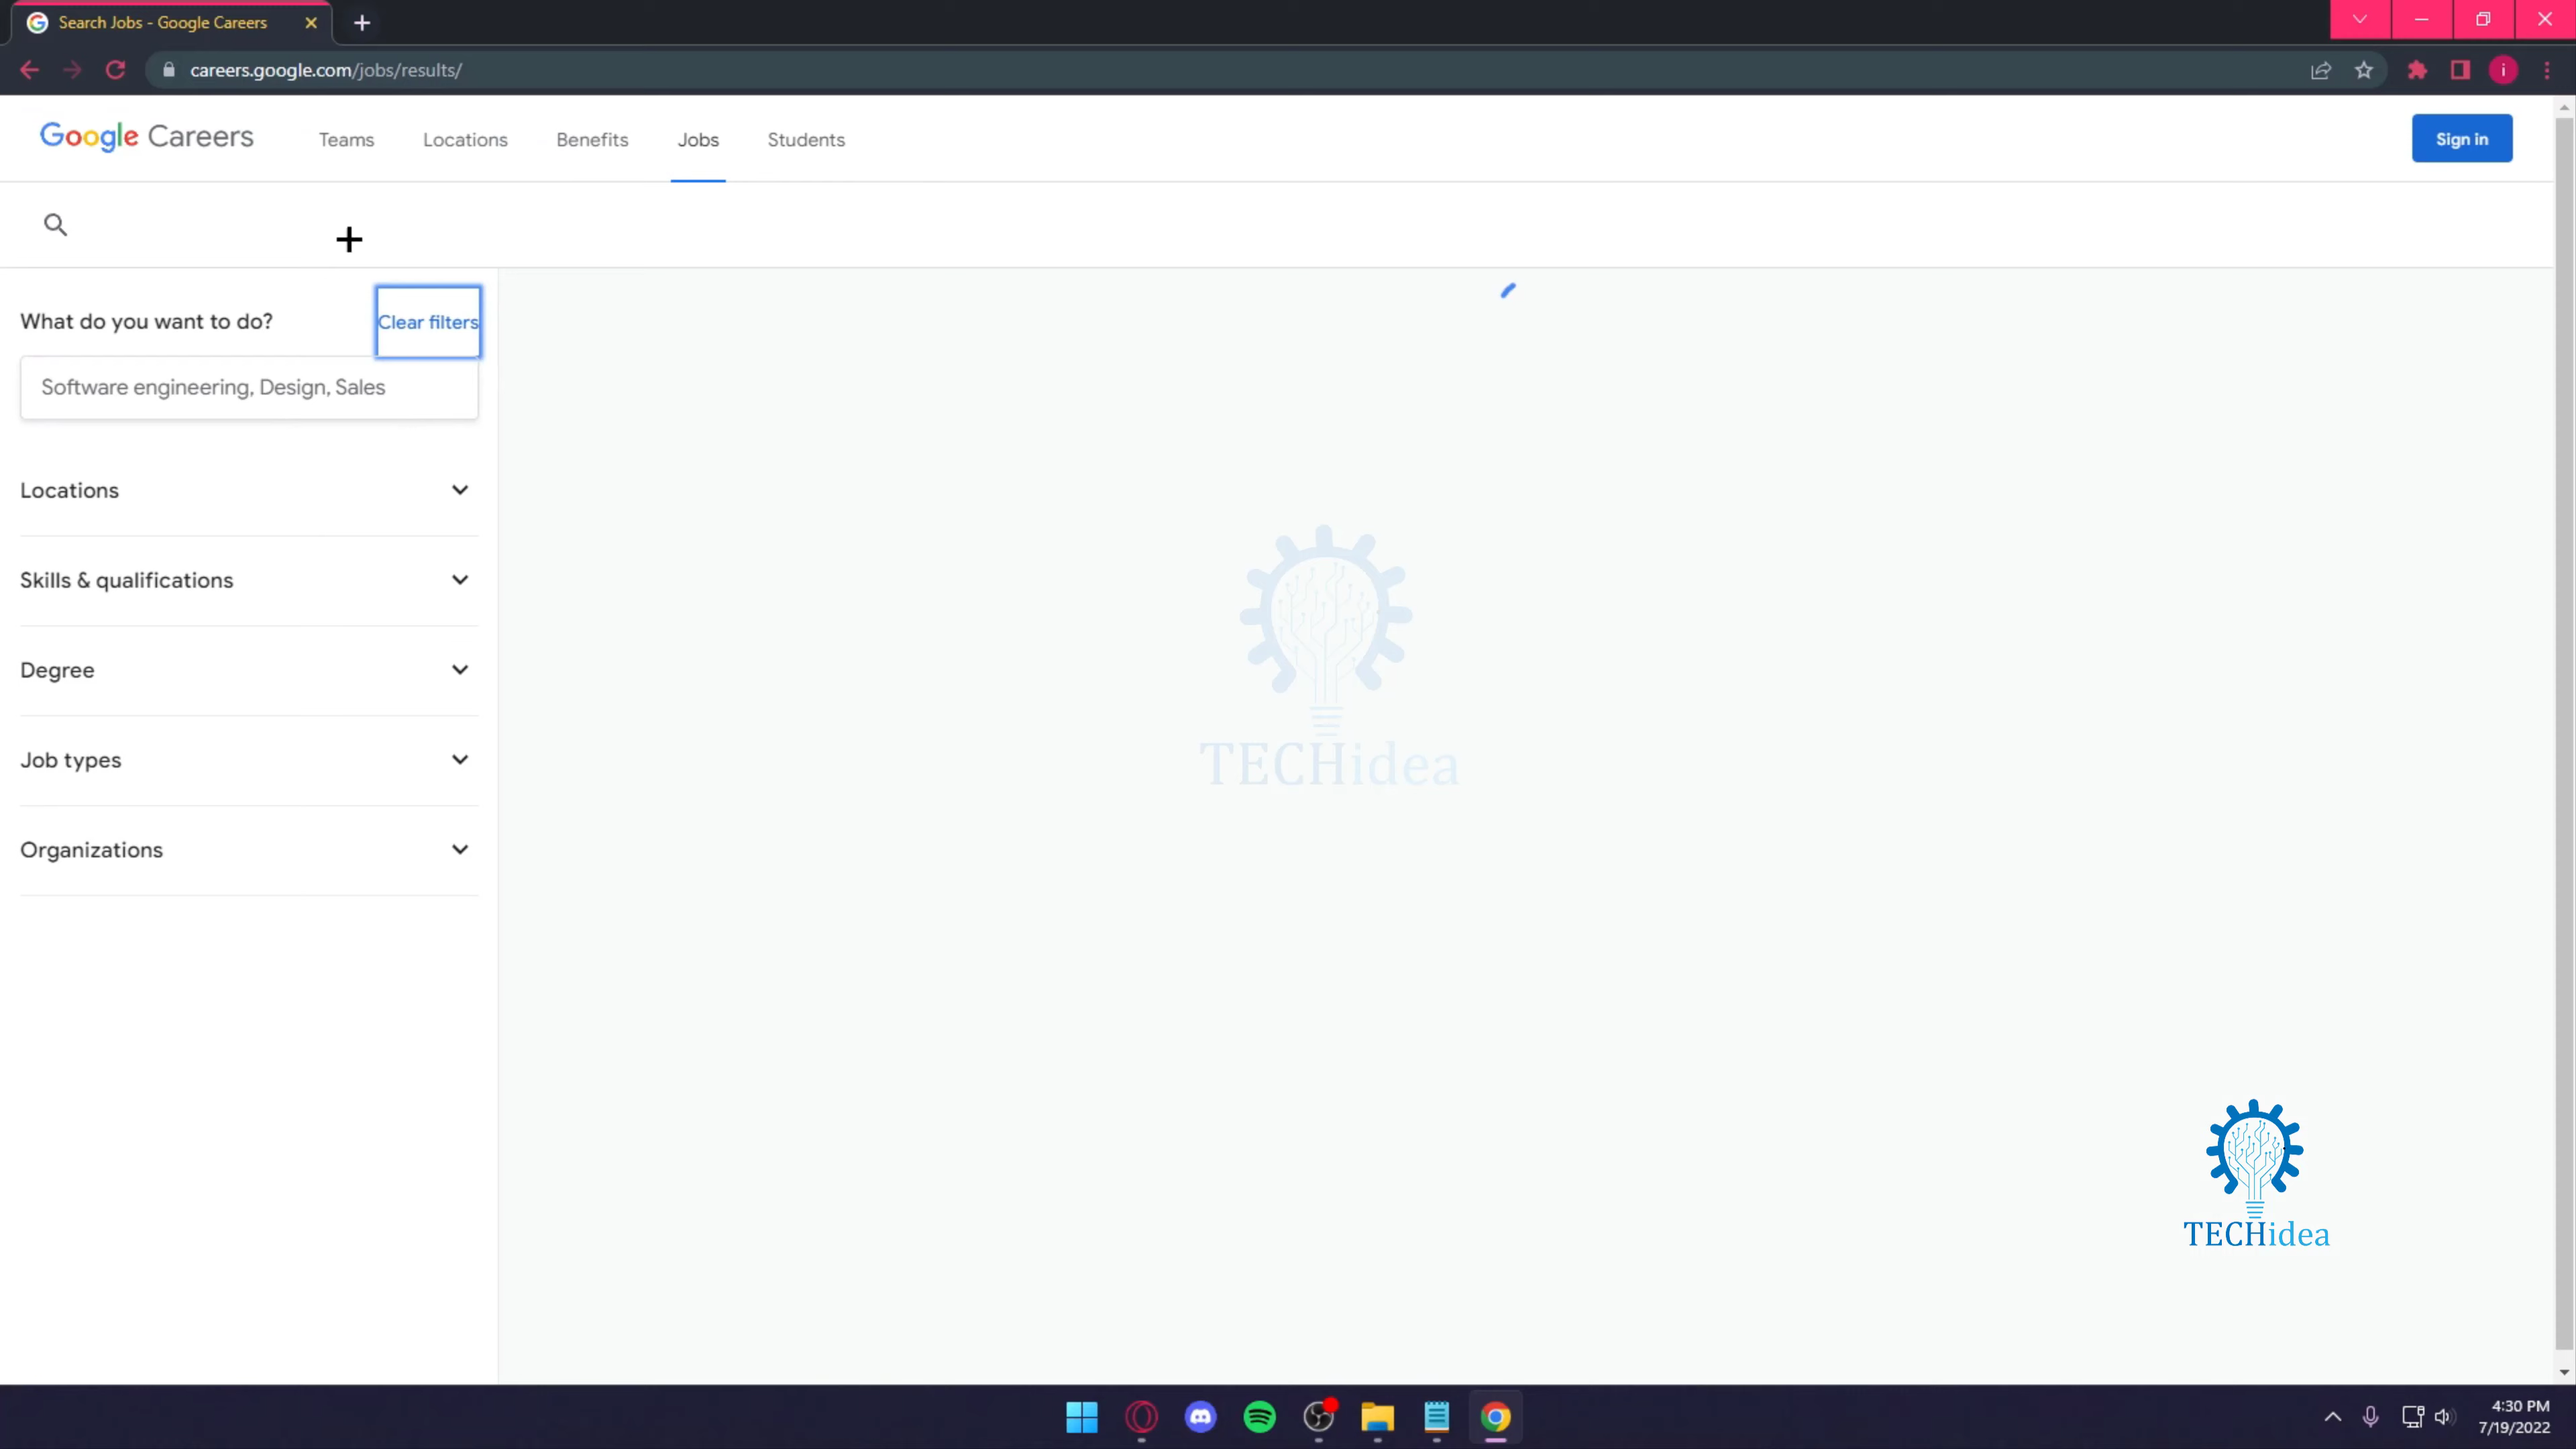 Search Jobs - Google Careers
careers.google.com/jobs/results/
i
Google Careers
Teams
Locations
Benefits
Jobs
Students
Sign in
What do you want to do?
Clear filters
Software engineering, Design, Sales
Locations
Skills & qualifications
Degree
Job types
Organizations
TECHidea
TECHidea
4:30 PM
7/19/2022